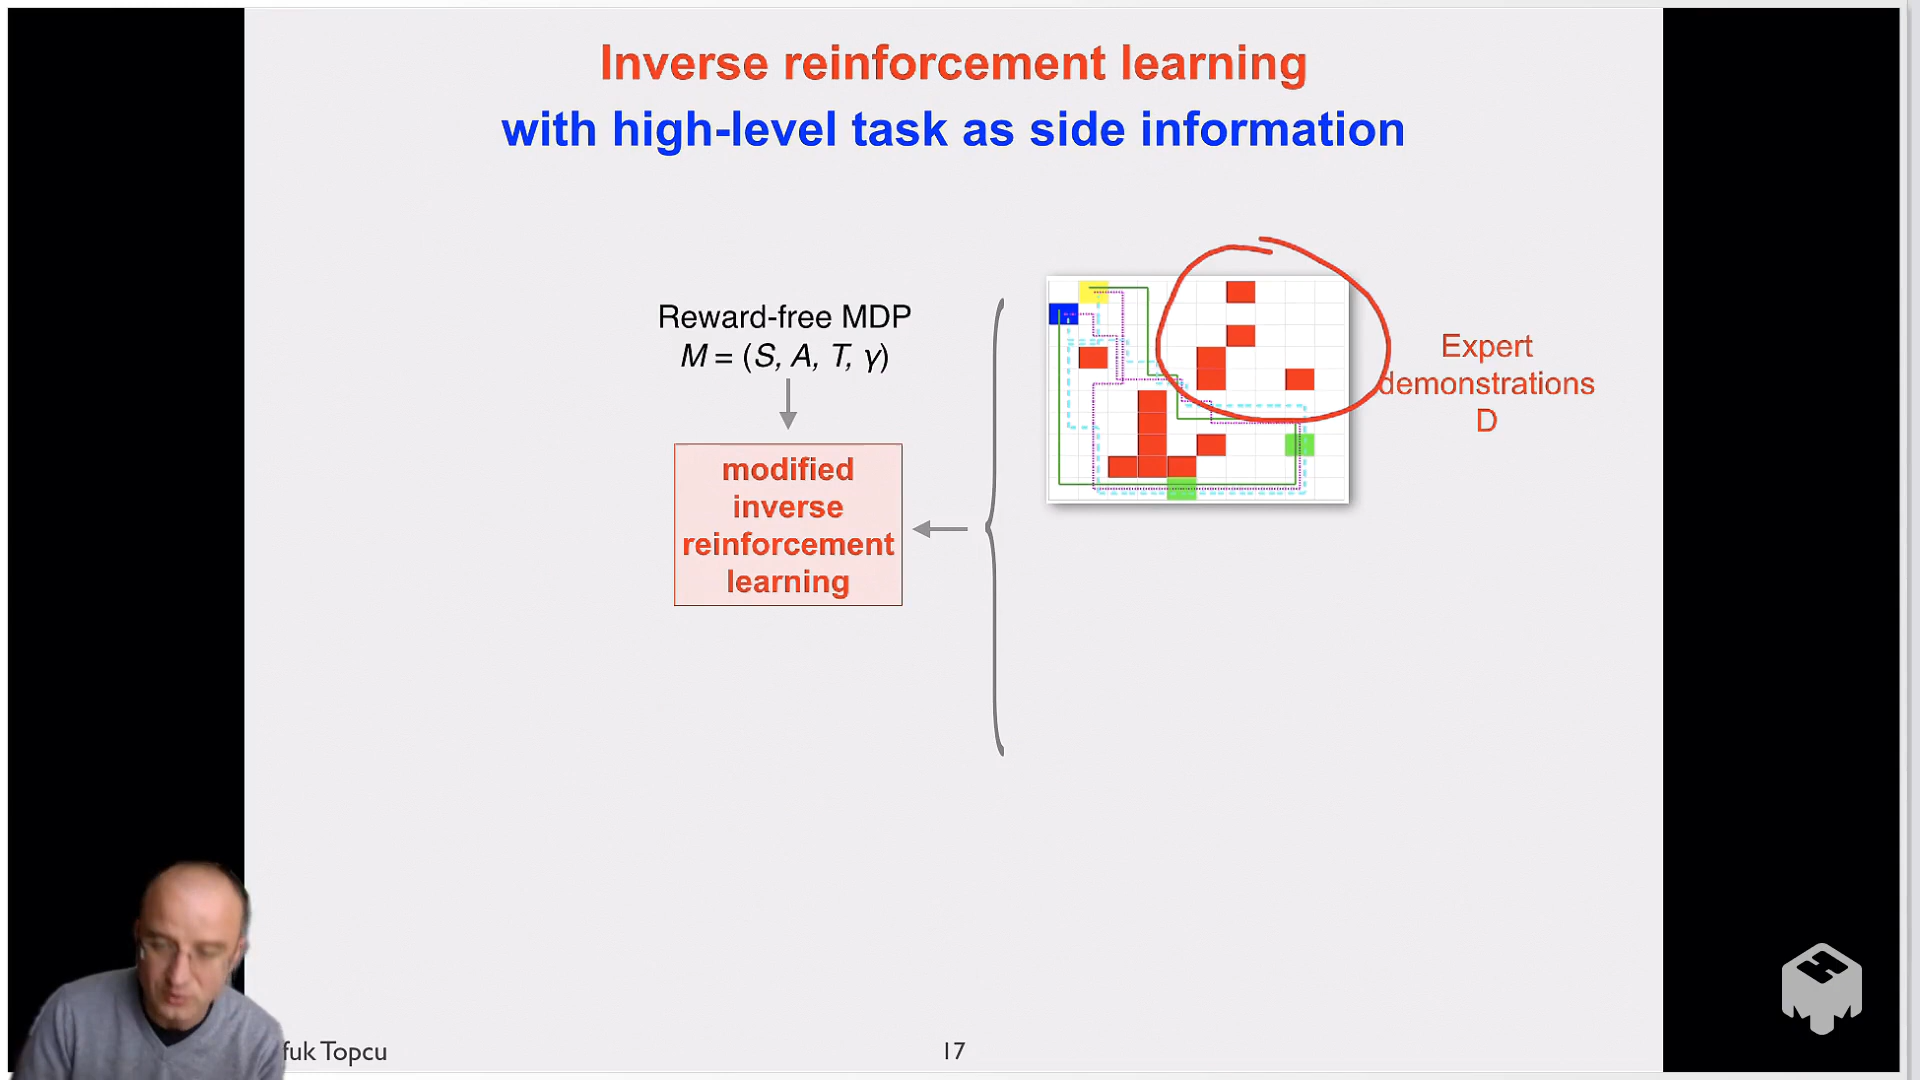 Inverse reinforcement learning
with high-level task as side information
Reward-free MDP
M = (S, A, T, γ)
Expert
demonstrations
D
modified
inverse
reinforcement
learning
fuk Topcu
17